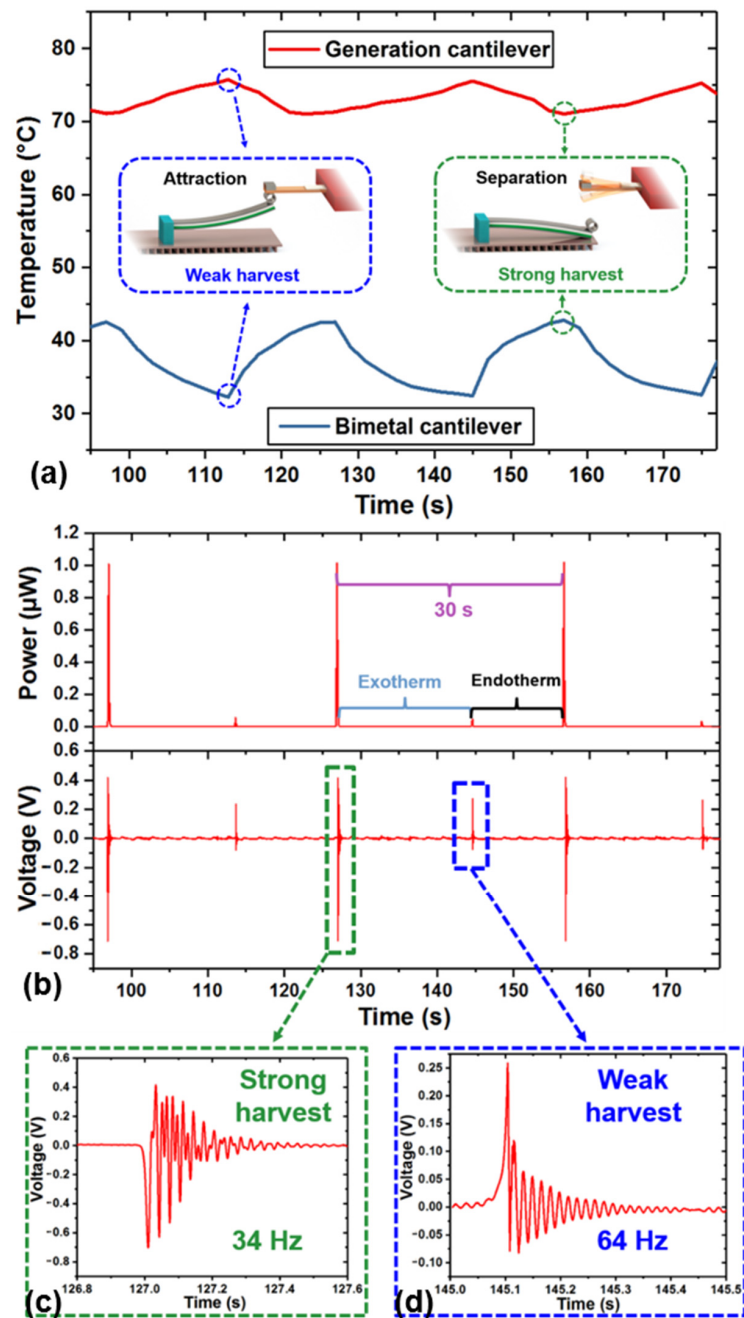 Generation cantilever
80
70
60
50
40
30
Temperature (°C)
Attraction
Weak harvest
Separation
Strong harvest
Bimetal cantilever
100 110 120 130 140 150 160 170
(a)
Time (s)
1.2
1.0
0.8
0.6
0.4
0.2
0.0
Power (μW)
30 s
Exotherm
Endotherm
0.6
0.4
0.2
0.0
−0.2
−0.4
−0.6
−0.8
Voltage (V)
100 110 120 130 140 150 160 170
(b)
Time (s)
0.6
0.4
0.2
0.0
−0.2
−0.4
−0.6
−0.8
Voltage (V)
Strong
harvest
34 Hz
126.8 127.0 127.2 127.4 127.6
(c)
Time (s)
0.25
0.20
0.15
0.10
0.05
0.00
−0.05
−0.10
Voltage (V)
Weak
harvest
64 Hz
145.0 145.1 145.2 145.3 145.4 145.5
(d)
Time (s)